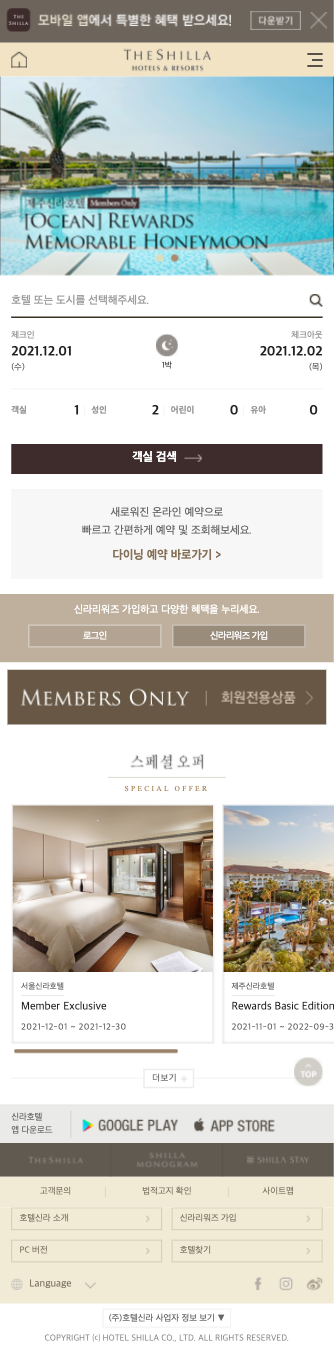 THE
SHILLA
모바일 앱에서 특별한 혜택 받으세요!
다운받기
THE SHILLA
HOTELS & RESORTS
제주신라호텔 Members Only
[OCEAN] REWARDS
MEMORABLE HONEYMOON
호텔 또는 도시를 선택해주세요.
체크인 체크아웃
2021.12.01 2021.12.02
(수) 1박 (목)
객실 1 성인 2 어린이 0 유아 0
객실 검색
새로워진 온라인 예약으로
빠르고 간편하게 예약 및 조회해보세요.
다이닝 예약 바로가기 >
신라리워즈 가입하고 다양한 혜택을 누리세요.
로그인 신라리워즈 가입
MEMBERS ONLY | 회원전용상품
스페셜 오퍼
SPECIAL OFFER
서울신라호텔
Member Exclusive
2021-12-01 ~ 2021-12-30
제주신라호텔
Rewards Basic Edition
2021-11-01 ~ 2022-09-3
더보기 +
TOP
신라호텔
앱 다운로드
GOOGLE PLAY
APP STORE
THE SHILLA
SHILLA
MONOGRAM
SHILLA STAY
고객문의 법적고지 확인 사이트맵
호텔신라 소개 신라리워즈 가입
PC 버전 호텔찾기
Language
(주)호텔신라 사업자 정보 보기 ▼
COPYRIGHT (c) HOTEL SHILLA CO., LTD. ALL RIGHTS RESERVED.